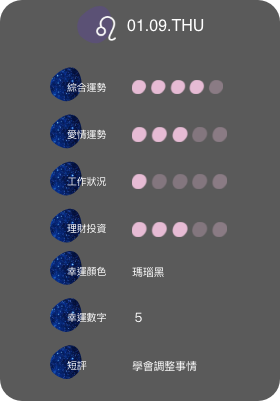 ♌ 01.09.THU
綜合運勢
愛情運勢
工作狀況
理財投資
幸運顏色 瑪瑙黑
幸運數字 5
短評 學會調整事情